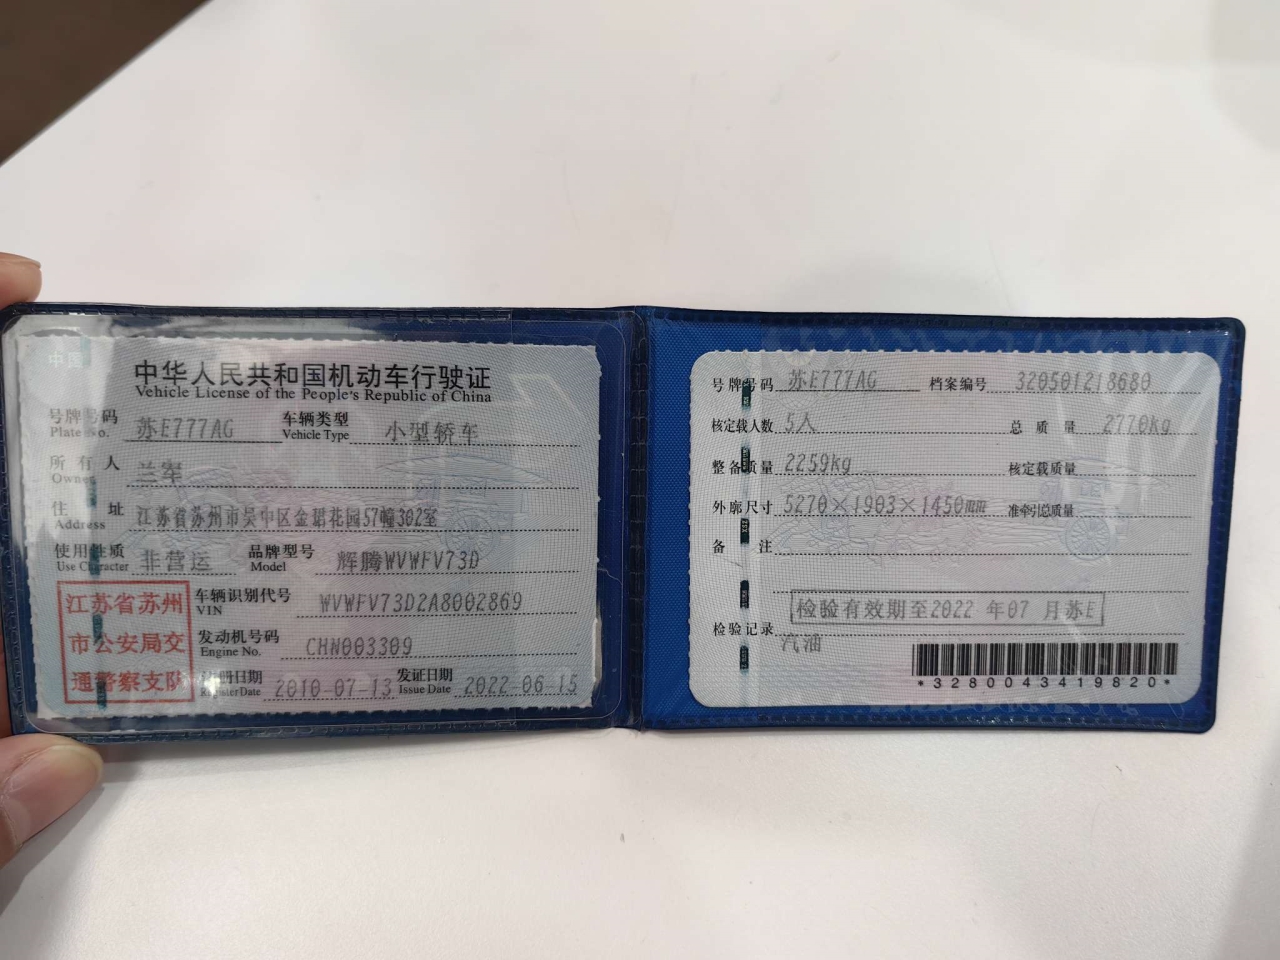 中国
中华人民共和国机动车行驶证
Vehicle License of the People's Republic of China
号牌号码 苏E777AG 车辆类型 小型轿车
Plate No. Vehicle Type
所有人 兰宰
Owner
住址 江苏省苏州市吴中区金珺花园57幢302室
Address
使用性质 非营运 品牌型号 辉腾WVWFV73D
Use Character Model
江苏省苏州
市公安局交
通警察支队
车辆识别代号 WVWFV73D2A8002869
VIN
发动机号码 CHN003309
Engine No.
注册日期 2010-07-13 发证日期 2022-06-15
Register Date Issue Date
号牌号码 苏E777AG 档案编号 320501218680
核定载人数 5人 总质量 2770kg
整备质量 2259kg 核定载质量
外廓尺寸 5270×1903×1450mm 准牵引总质量
备注
检验有效期至2022年07月苏E
检验记录
汽油
*3280043419820*